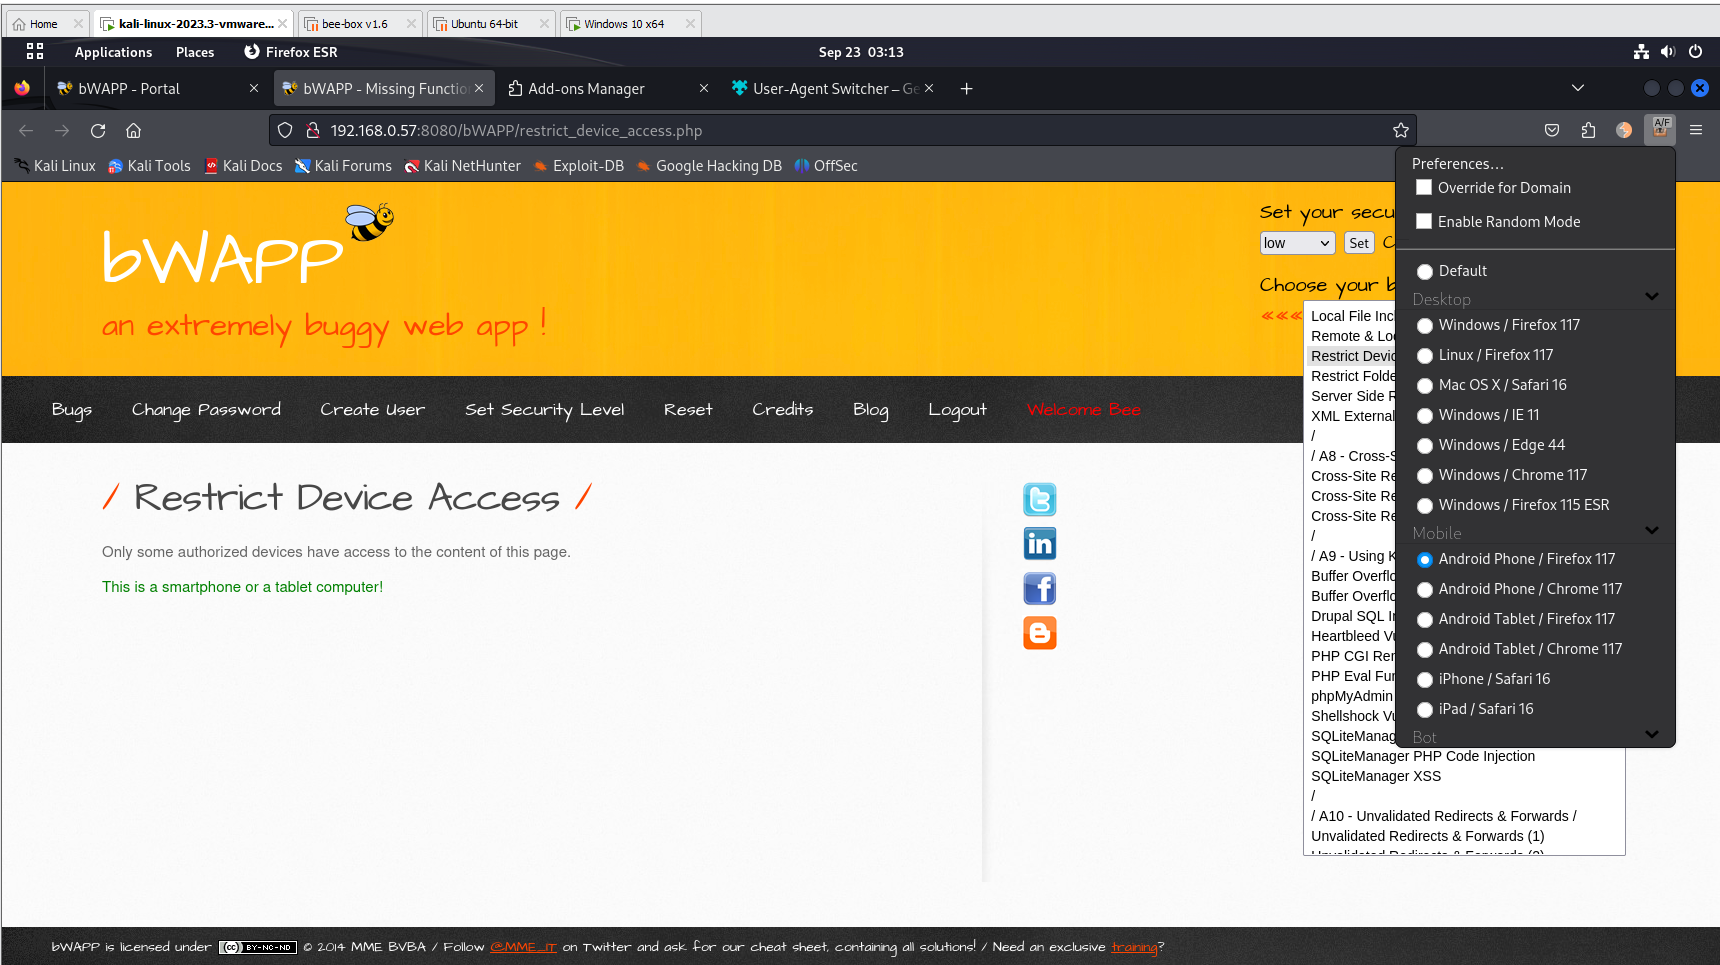 Home
kali-linux-2023.3-vmware...
bee-box v1.6
Ubuntu 64-bit
Windows 10 x64
Applications
Places
Firefox ESR
Sep 23 03:13
bWAPP - Portal
bWAPP - Missing Functio
Add-ons Manager
User-Agent Switcher – Ge
192.168.0.57:8080/bWAPP/restrict_device_access.php
A/F
Kali Linux
Kali Tools
Kali Docs
Kali Forums
Kali NetHunter
Exploit-DB
Google Hacking DB
OffSec
bWAPP
an extremely buggy web app !
Set your secu
low
Set
C
Choose your b
Bugs
Change Password
Create User
Set Security Level
Reset
Credits
Blog
Logout
Welcome Bee
/ Restrict Device Access /
Only some authorized devices have access to the content of this page.
This is a smartphone or a tablet computer!
Local File Incl
Remote & Loc
Restrict Devic
Restrict Folde
Server Side R
XML External
/
/ A8 - Cross-S
Cross-Site Re
Cross-Site Re
Cross-Site Re
/
/ A9 - Using K
Buffer Overflo
Buffer Overflo
Drupal SQL In
Heartbleed Vu
PHP CGI Rem
PHP Eval Fun
phpMyAdmin
Shellshock Vu
SQLiteManag
SQLiteManager PHP Code Injection
SQLiteManager XSS
/
/ A10 - Unvalidated Redirects & Forwards /
Unvalidated Redirects & Forwards (1)
Unvalidated Redirects & Forwards (2)
Preferences...
Override for Domain
Enable Random Mode
Default
Desktop
Windows / Firefox 117
Linux / Firefox 117
Mac OS X / Safari 16
Windows / IE 11
Windows / Edge 44
Windows / Chrome 117
Windows / Firefox 115 ESR
Mobile
Android Phone / Firefox 117
Android Phone / Chrome 117
Android Tablet / Firefox 117
Android Tablet / Chrome 117
iPhone / Safari 16
iPad / Safari 16
Bot
bWAPP is licensed under (cc) BY-NC-ND © 2014 MME BVBA / Follow @MME_IT on Twitter and ask for our cheat sheet, containing all solutions! / Need an exclusive training?